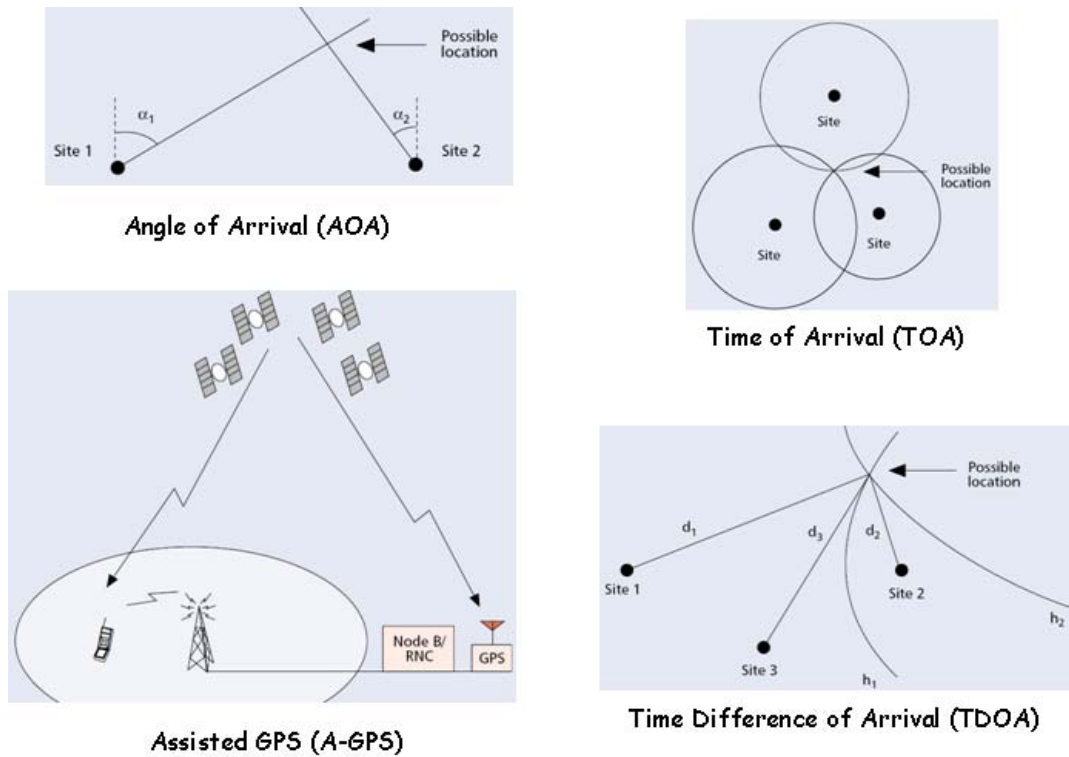 Possible
location
α1
α2
Site 1
Site 2
Angle of Arrival (AOA)
Site
Possible
location
Site
Site
Time of Arrival (TOA)
Node B/
RNC
GPS
Assisted GPS (A-GPS)
Possible
location
d1
d3
d2
Site 1
Site 2
h2
Site 3
h1
Time Difference of Arrival (TDOA)